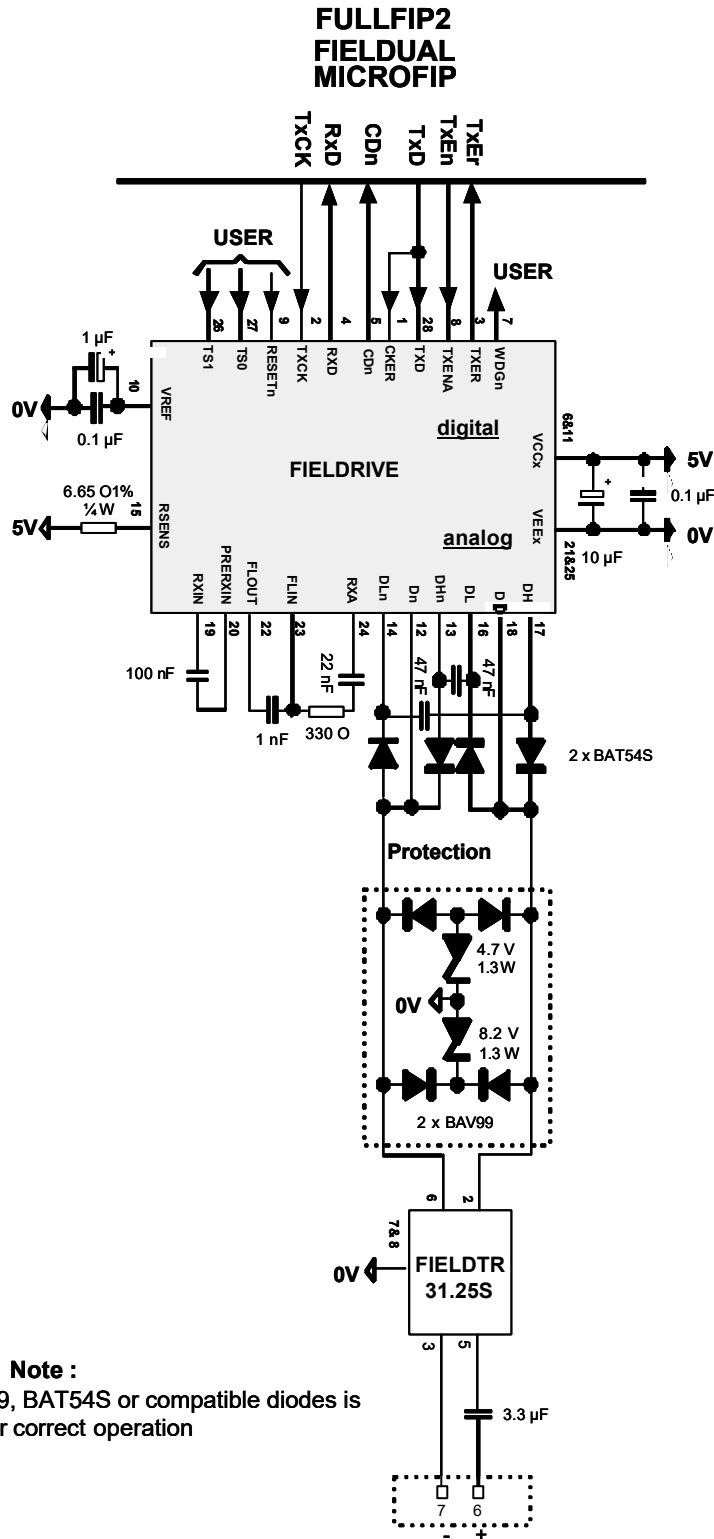 FULLFIP2
FIELDUAL
MICROFIP
TxCK
RxD
CDn
TxD
TxEn
TxEr
USER
USER
26
27
9
2
4
5
1
28
8
3
7
TS1
TS0
RESETn
TXCK
RXD
CDn
CKER
TXD
TXENA
TXER
WDGn
1 µF
+
10
VREF
0V
0.1 µF
digital
6&11
VCCx
5V
FIELDRIVE
6.65 O1%
¼ W
15
RSENS
5V
+
0.1 µF
analog
VEEx
0V
21&25
10 µF
RXIN
PRERXIN
FLOUT
FLIN
RXA
DLn
Dn
DHn
DL
D
DH
19
20
22
23
24
14
12
13
16
18
17
100 nF
1 nF
330 O
22
nF
47
nF
47
nF
2 x BAT54S
Protection
4.7 V
1.3W
0V
8.2 V
1.3 W
2 x BAV99
6
2
7& 8
0V
FIELDTR
31.25S
3
5
Note :
9, BAT54S or compatible diodes is
r correct operation
3.3 µF
7
6
-
+